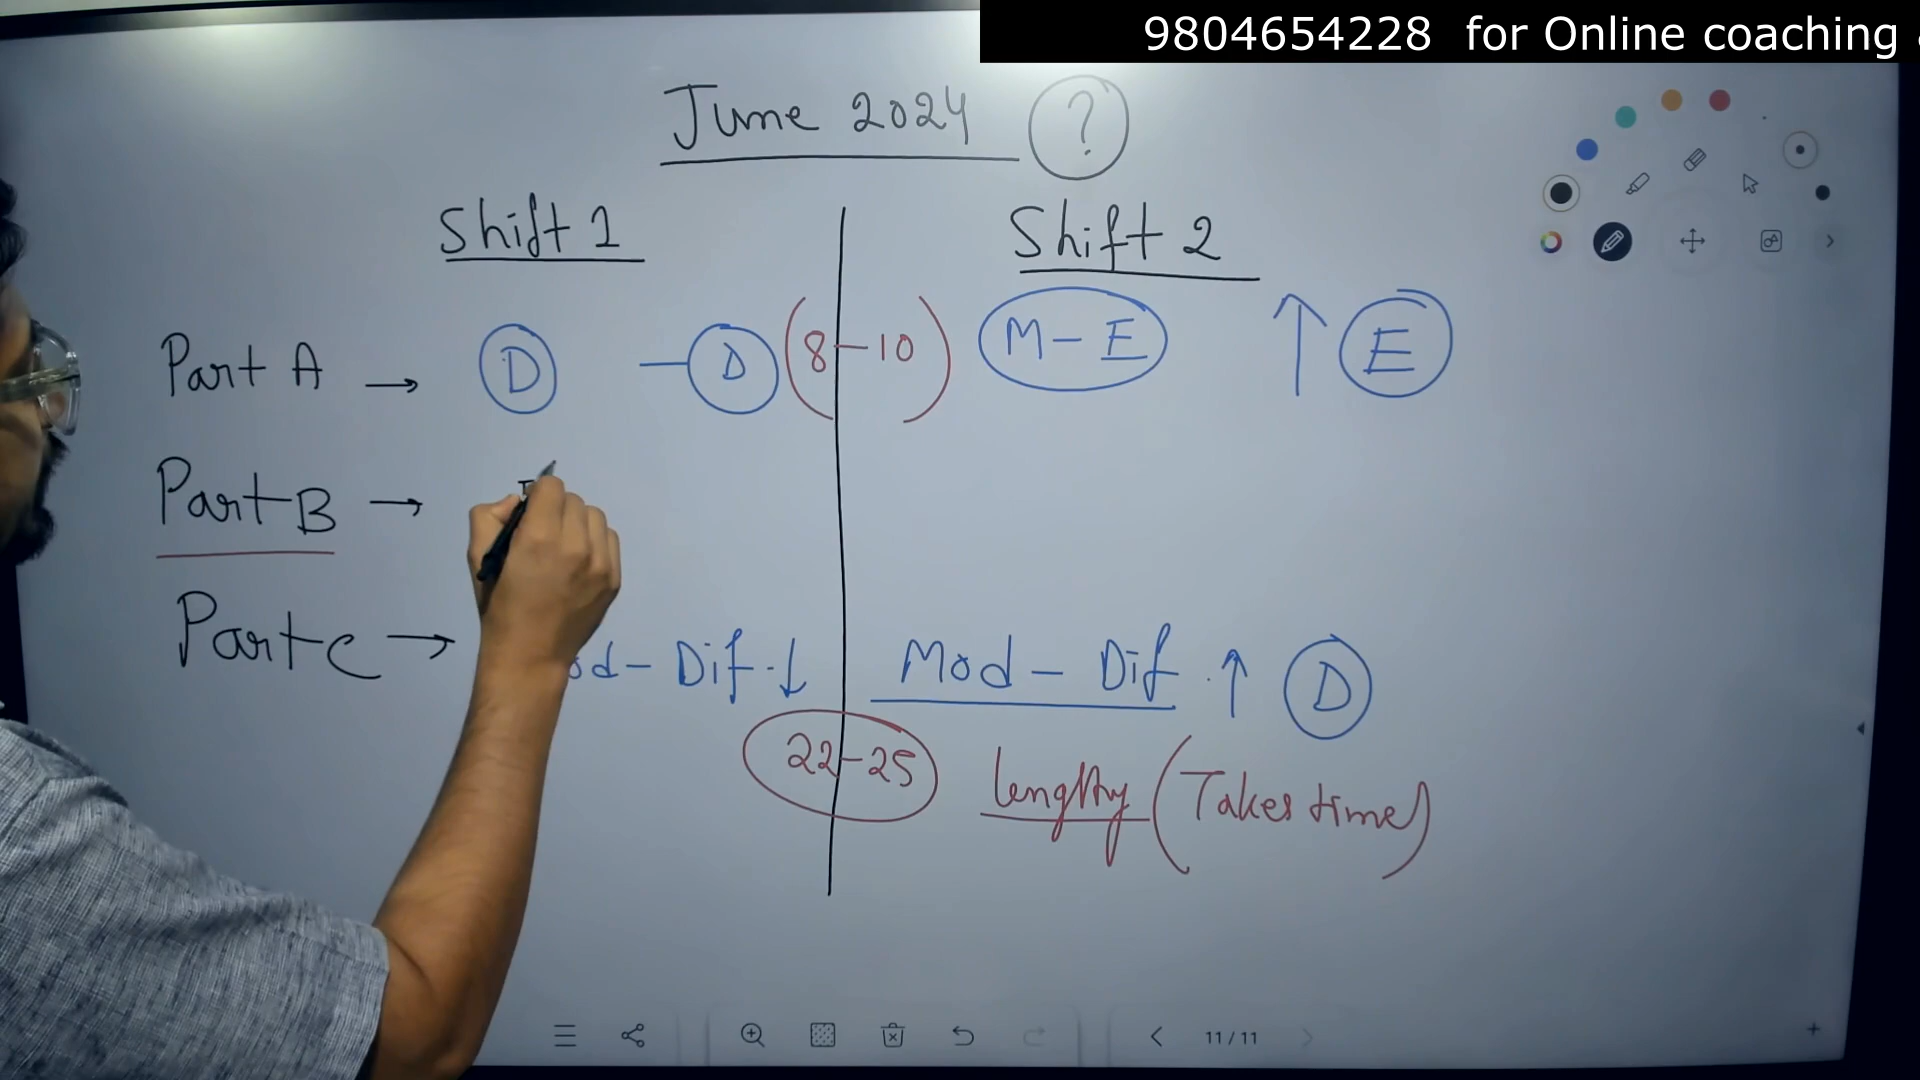 9804654228 for Online coaching
June 2024 ?
Shift 1 Shift 2
Part A → D — D (8-10) M - E ↑ E
Part B →
Part C → od - Dif. ↓ Mod - Dif. ↑ D
22-25 lengthy (Takes time)
11/11